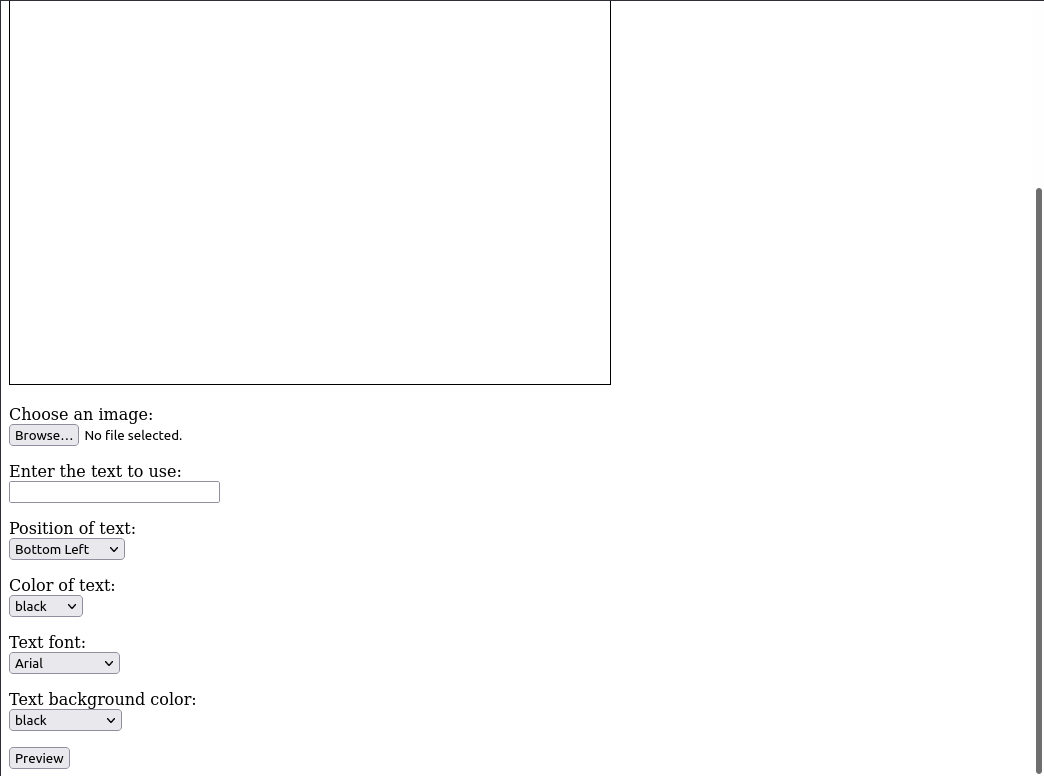 Choose an image:
Browse... No file selected.
Enter the text to use:
Position of text:
Bottom Left
Color of text:
black
Text font:
Arial
Text background color:
black
Preview